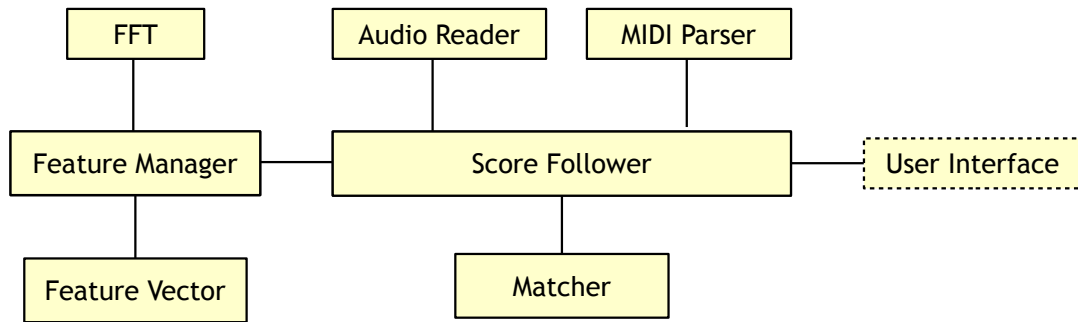 FFT
Audio Reader
MIDI Parser
Feature Manager
Score Follower
User Interface
Feature Vector
Matcher